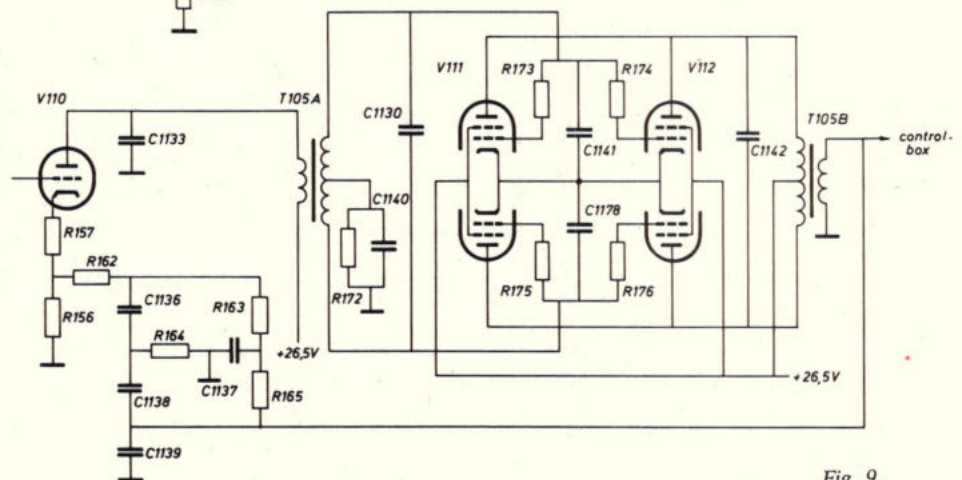 V110
C1133
T105A
C1130
V111
R173
R174
V112
C1141
C1142
T105B
control-
box
R157
R162
R156
C1136
R163
R164
C1137
C1138
R165
C1139
+26,5V
C1140
R172
C1178
R175
R176
+26,5V
Fig. 9